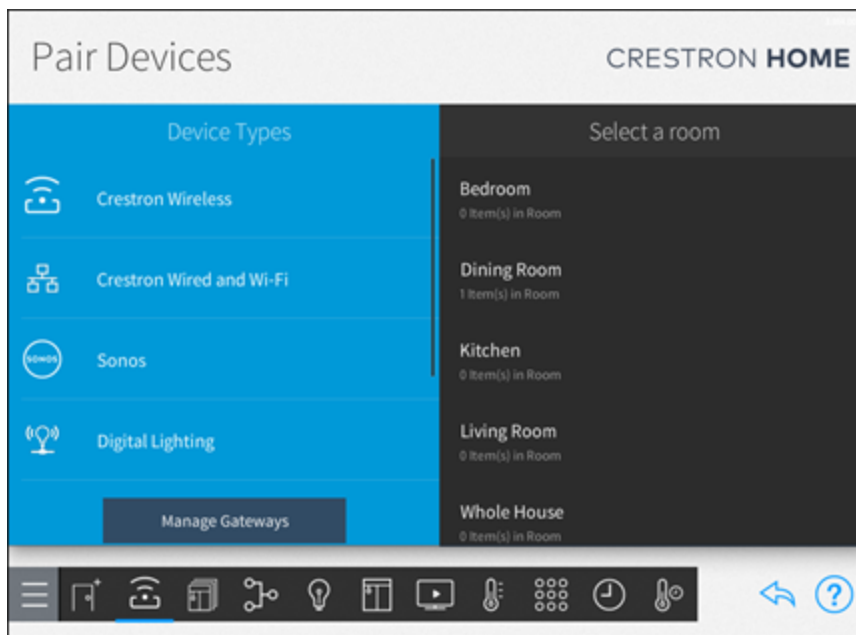 Pair Devices
CRESTRON HOME
Device Types
Select a room
Crestron Wireless
Crestron Wired and Wi-Fi
SONOS
Sonos
Digital Lighting
Manage Gateways
Bedroom
0 Item(s) in Room
Dining Room
1 Item(s) in Room
Kitchen
0 Item(s) in Room
Living Room
0 Item(s) in Room
Whole House
0 Item(s) in Room
?